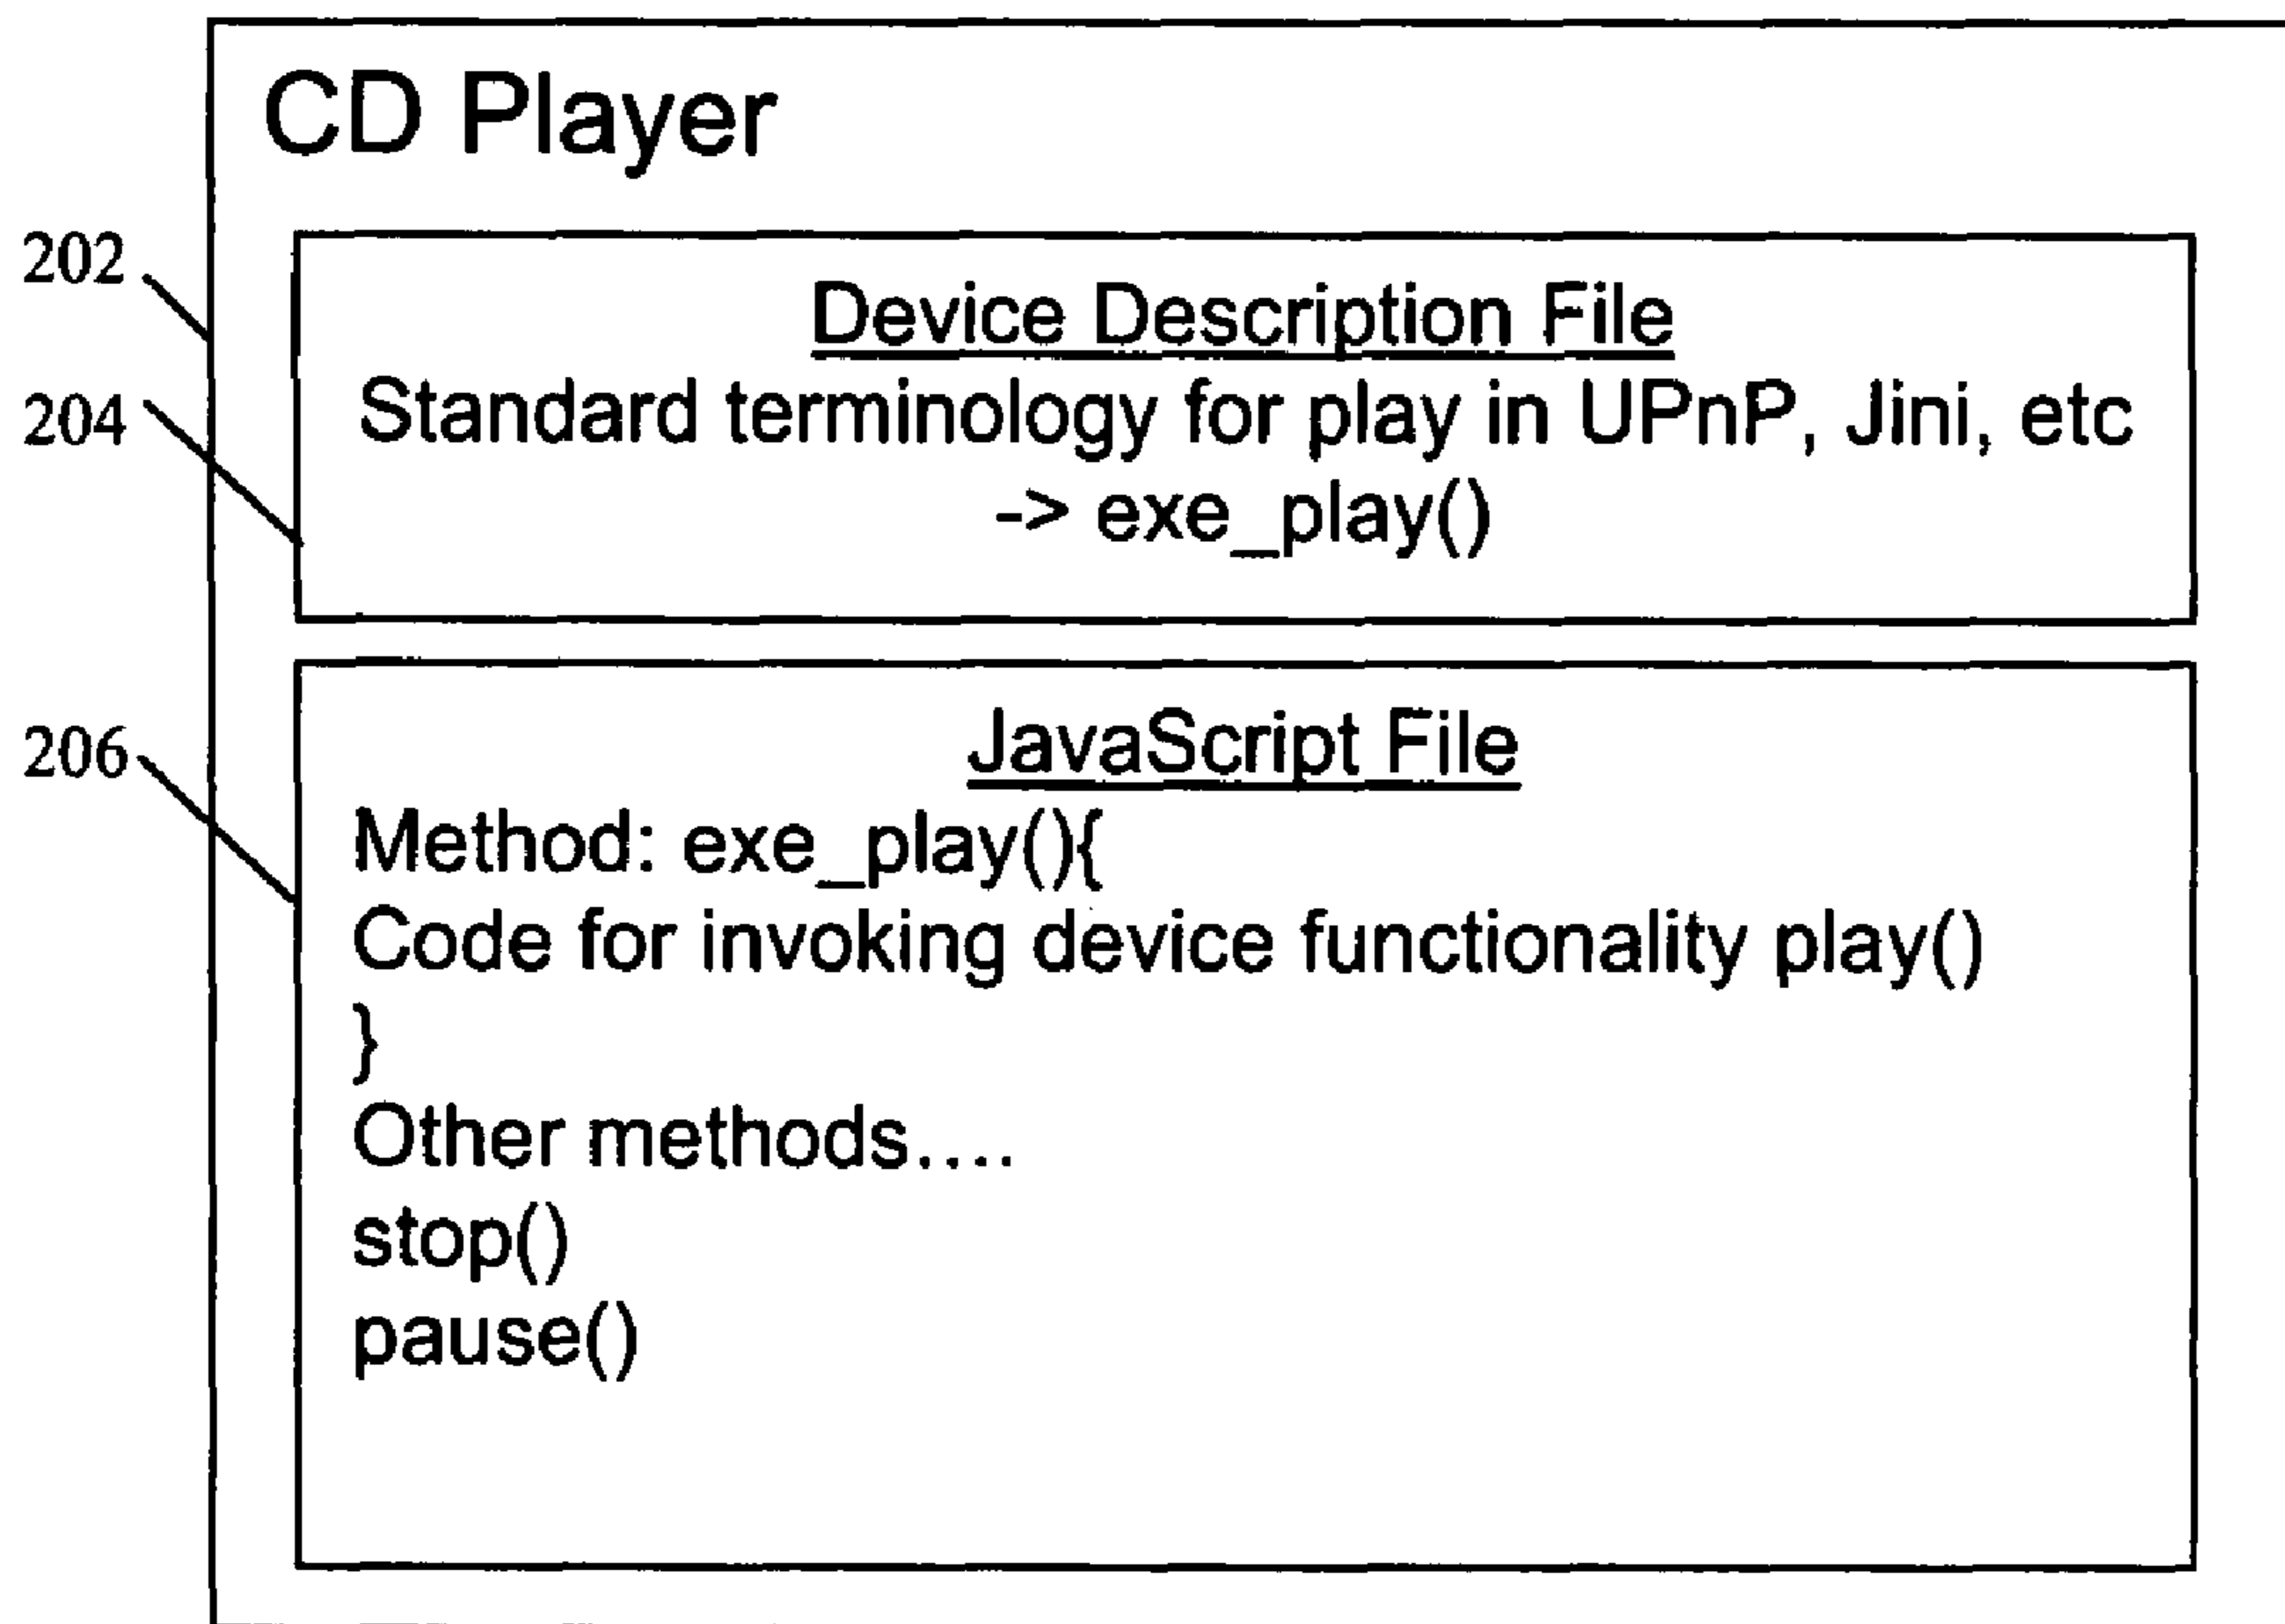 CD Player
202
Device Description File
204
Standard terminology for play in UPnP, Jini, etc
-> exe_play()
206
JavaScript File
Method: exe_play(){
Code for invoking device functionality play()
}
Other methods....
stop()
pause()